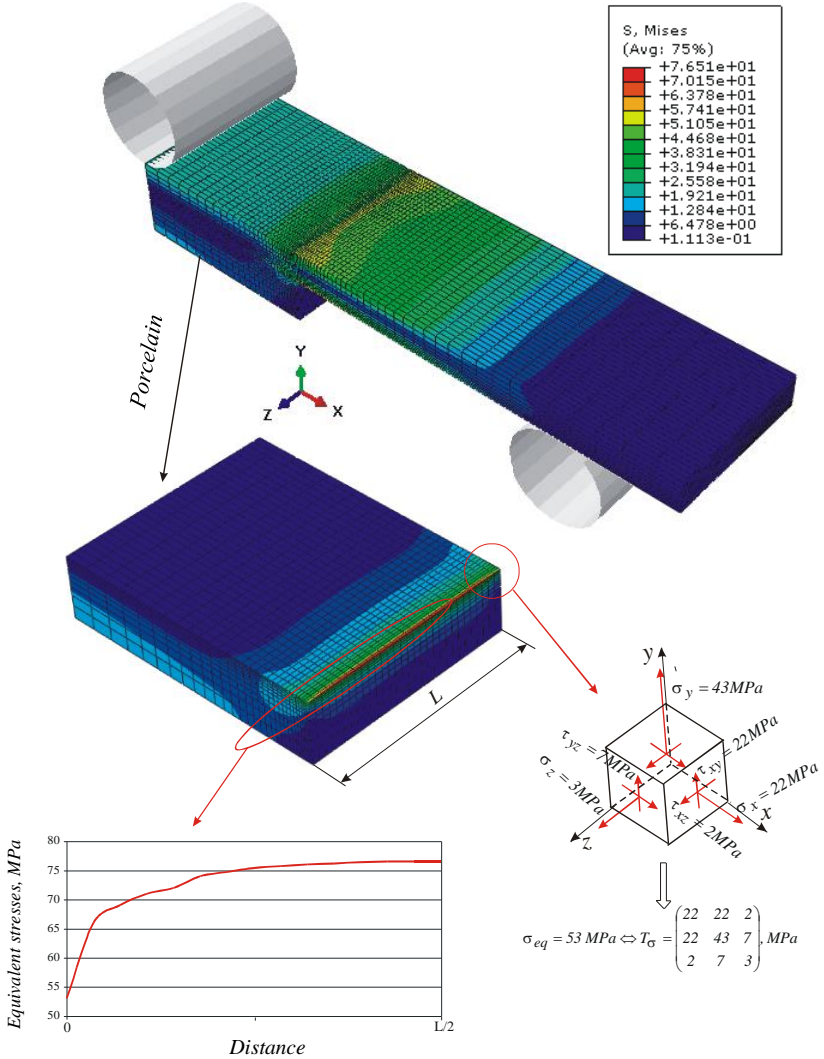 S, Mises
(Avg: 75%)
+7.651e+01
+7.015e+01
+6.378e+01
+5.741e+01
+5.105e+01
+4.468e+01
+3.831e+01
+3.194e+01
+2.558e+01
+1.921e+01
+1.284e+01
+6.478e+00
+1.113e-01
Porcelain
Y
Z
X
L
y
σy = 43MPa
τyz = 7MPa
τxy = 22MPa
σz = 3MPa
σx = 22MPa
τxz = 2MPa
x
z
σeq = 53 MPa ⇔ Tσ = (22 22 2
22 43 7
2 7 3), MPa
Equivalent stresses, MPa
80
75
70
65
60
55
50
0
L/2
Distance